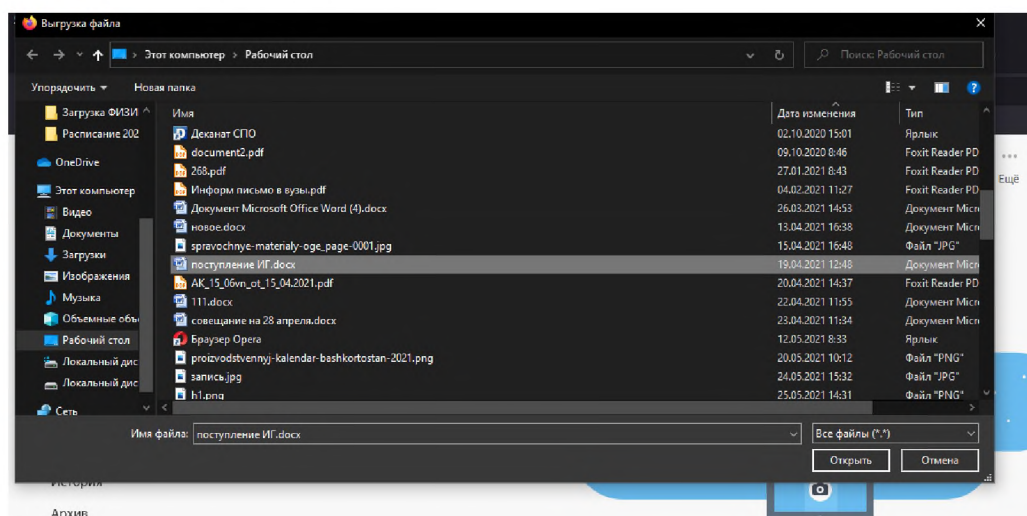 Выгрузка файла
Этот компьютер > Рабочий стол
Поиск: Рабочий стол
Упорядочить Новая папка
Загрузка ФИЗИ
Расписание 202
OneDrive
Этот компьютер
Видео
Документы
Загрузки
Изображения
Музыка
Объемные объ
Рабочий стол
Локальный дис
Локальный дис
Сеть
Имя Дата изменения Тип
Деканат СПО 02.10.2020 15:01 Ярлык
document2.pdf 09.10.2020 8:46 Foxit Reader PD
268.pdf 27.01.2021 8:43 Foxit Reader PD
Информ письмо в вузы.pdf 04.02.2021 11:27 Foxit Reader PD
Документ Microsoft Office Word (4).docx 26.03.2021 14:53 Документ Micr
новое.docx 13.04.2021 16:38 Документ Micr
spravochnye-materialy-oge_page-0001.jpg 15.04.2021 16:48 Файл "JPG"
поступление ИГ.docx 19.04.2021 12:48 Документ Micr
AK_15_06vn_ot_15_04.2021.pdf 20.04.2021 14:37 Foxit Reader PD
111.docx 22.04.2021 11:55 Документ Micr
совещание на 28 апреля.docx 23.04.2021 11:34 Документ Micr
Браузер Opera 12.05.2021 8:33 Ярлык
proizvodstvennyj-kalendar-bashkortostan-2021.png 20.05.2021 10:12 Файл "PNG"
запись.jpg 24.05.2021 15:32 Файл "JPG"
h1.png 25.05.2021 14:31 Файл "PNG"
Имя файла: поступление ИГ.docx Все файлы (*.*)
Открыть Отмена
Ещё
История
Архив